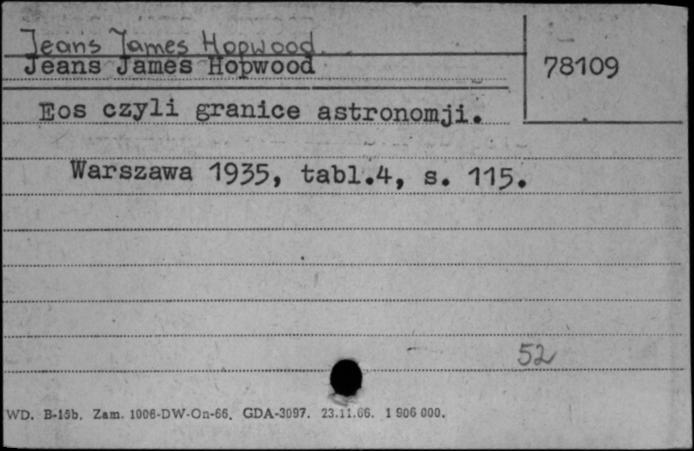 Jeans James Hopwood
Jeans James Hopwood
78109
Eos czyli granice astronomji.
Warszawa 1935, tabl.4, s. 115.
52
WD. B-15b. Zam. 1006-DW-On-66. GDA-3097. 23.11.66. 1 906 000.